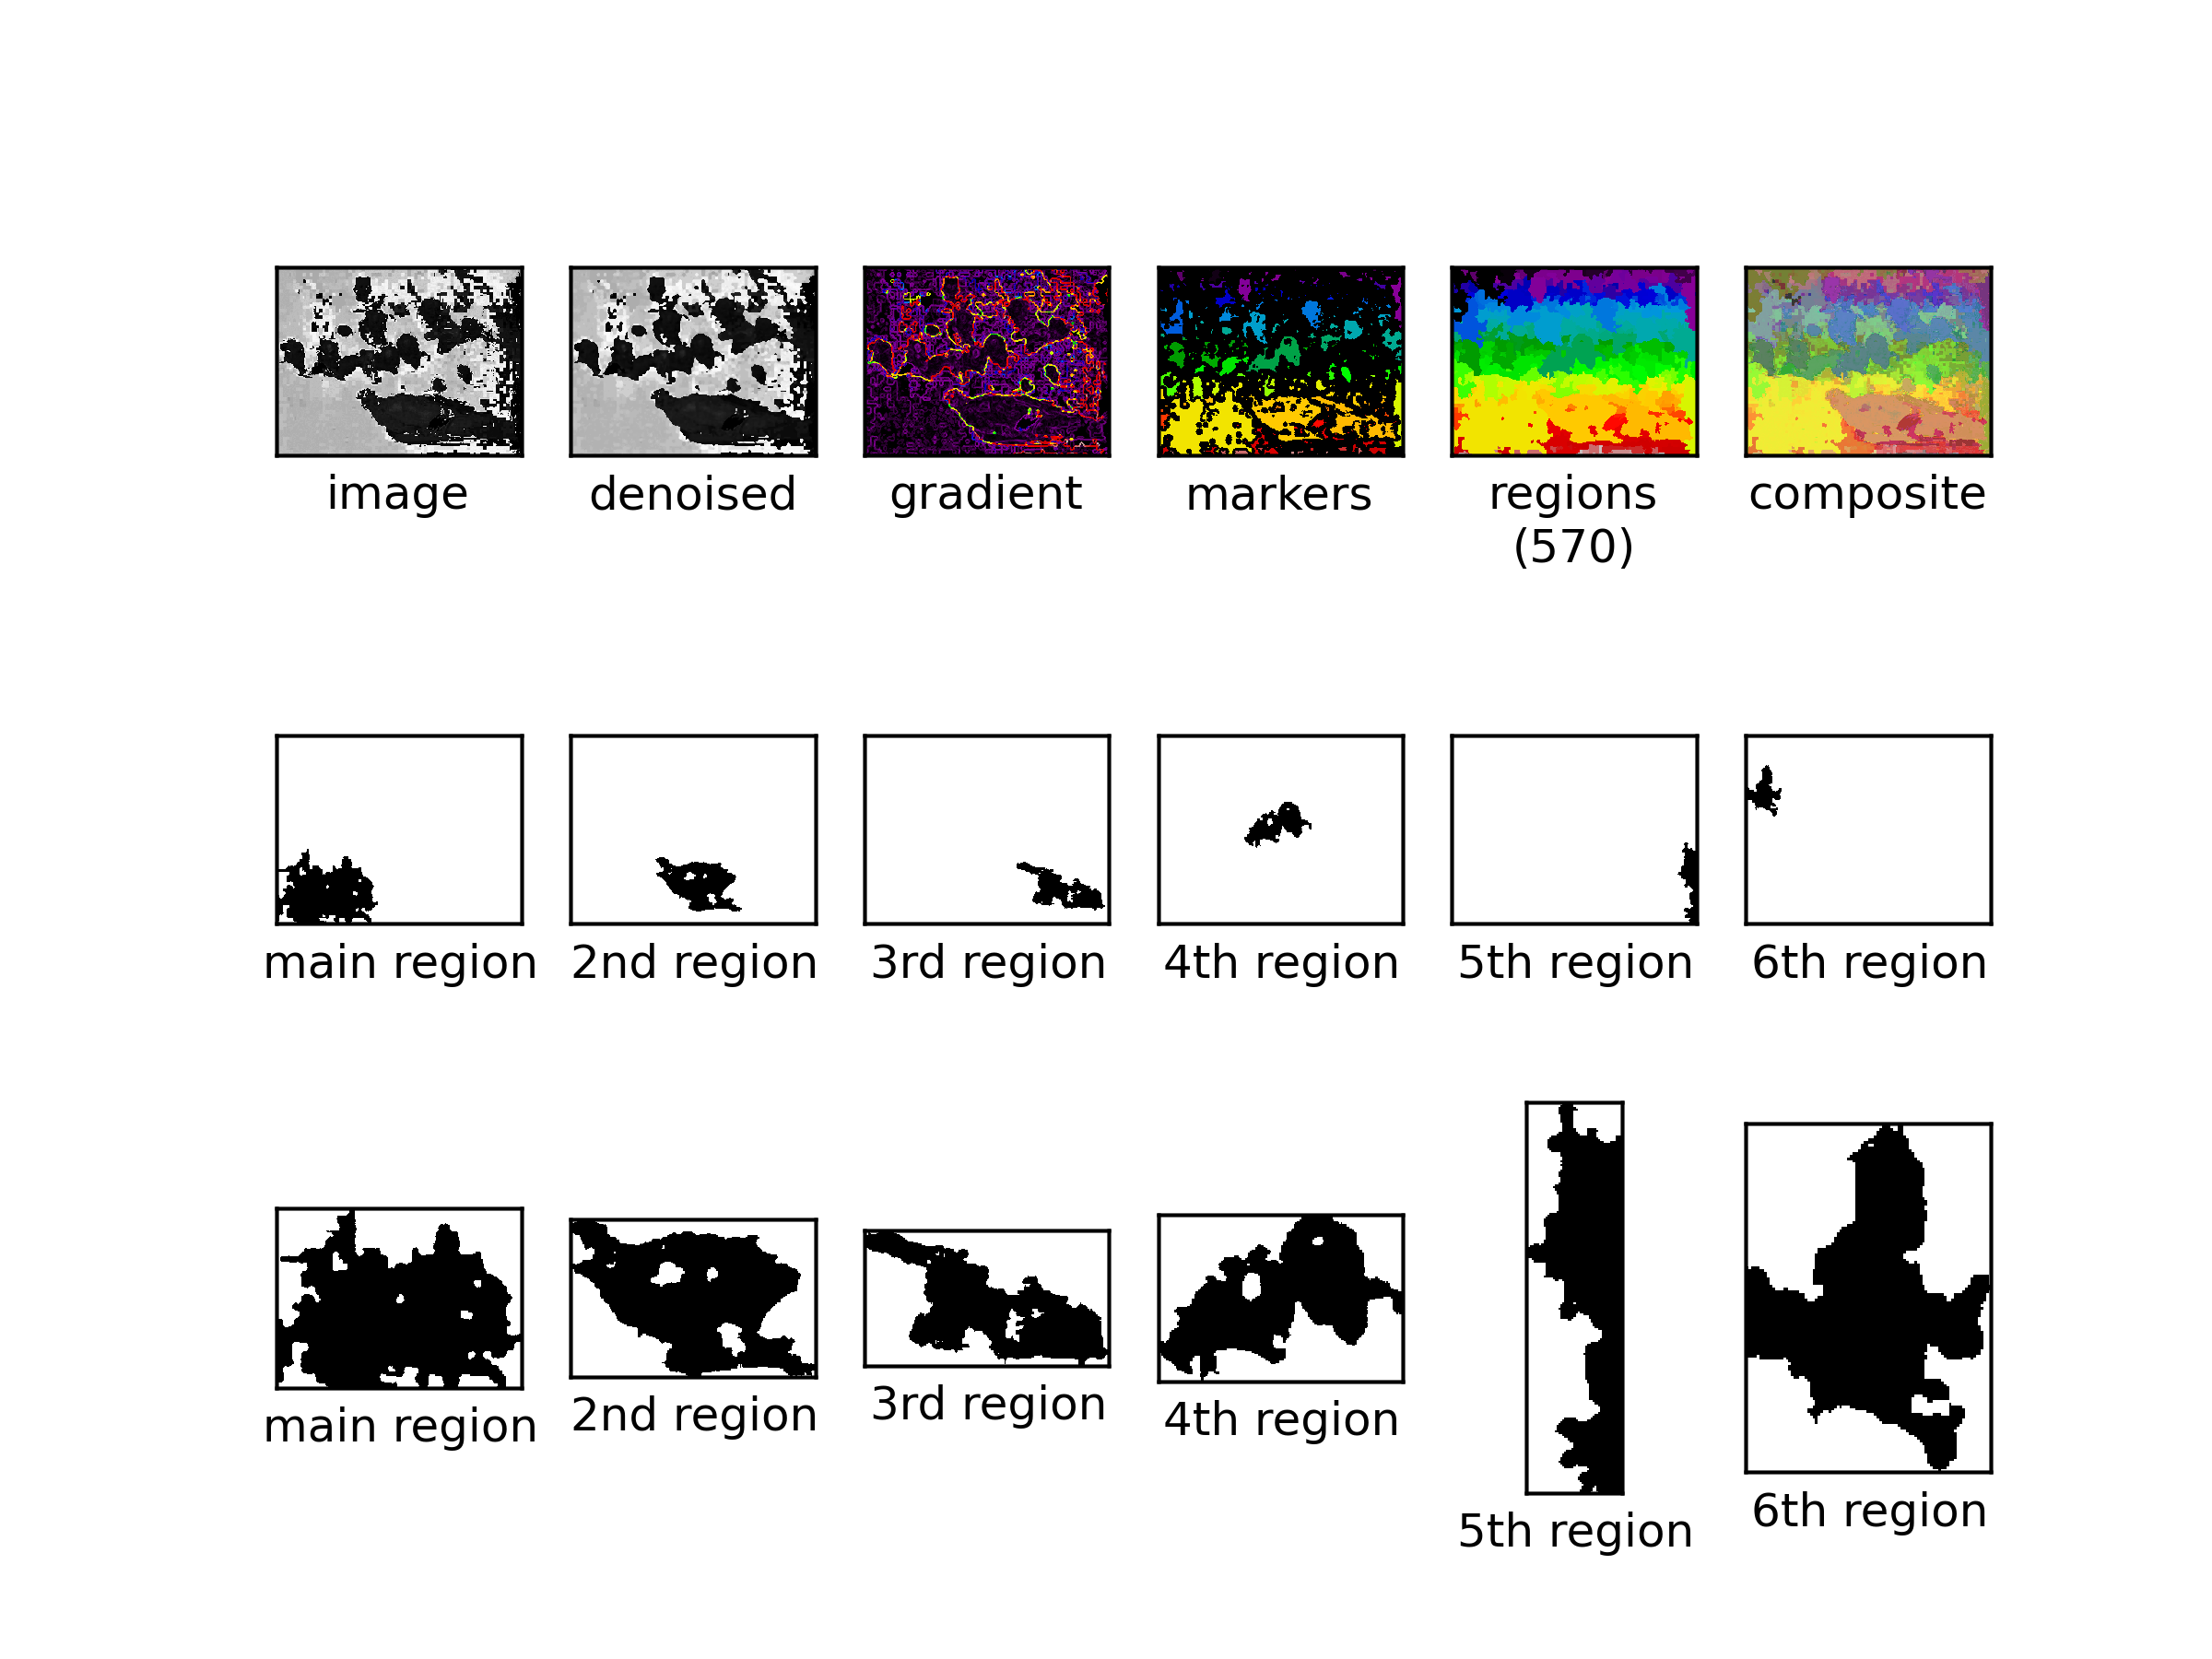 image
denoised
gradient
markers
regions
(570)
composite
main region
2nd region
3rd region
4th region
5th region
6th region
main region
2nd region
3rd region
4th region
5th region
6th region